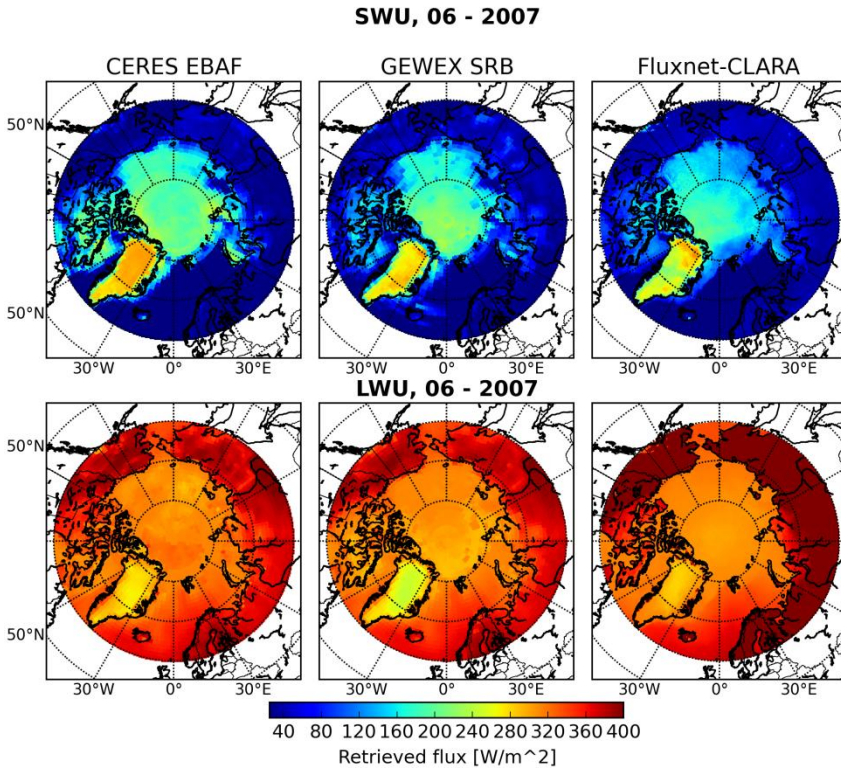 SWU, 06 - 2007
CERES EBAF GEWEX SRB Fluxnet-CLARA
50°N
50°N
30°W 0° 30°E 30°W 0° 30°E 30°W 0° 30°E
LWU, 06 - 2007
50°N
50°N
30°W 0° 30°E 30°W 0° 30°E 30°W 0° 30°E
40 80 120 160 200 240 280 320 360 400
Retrieved flux [W/m^2]